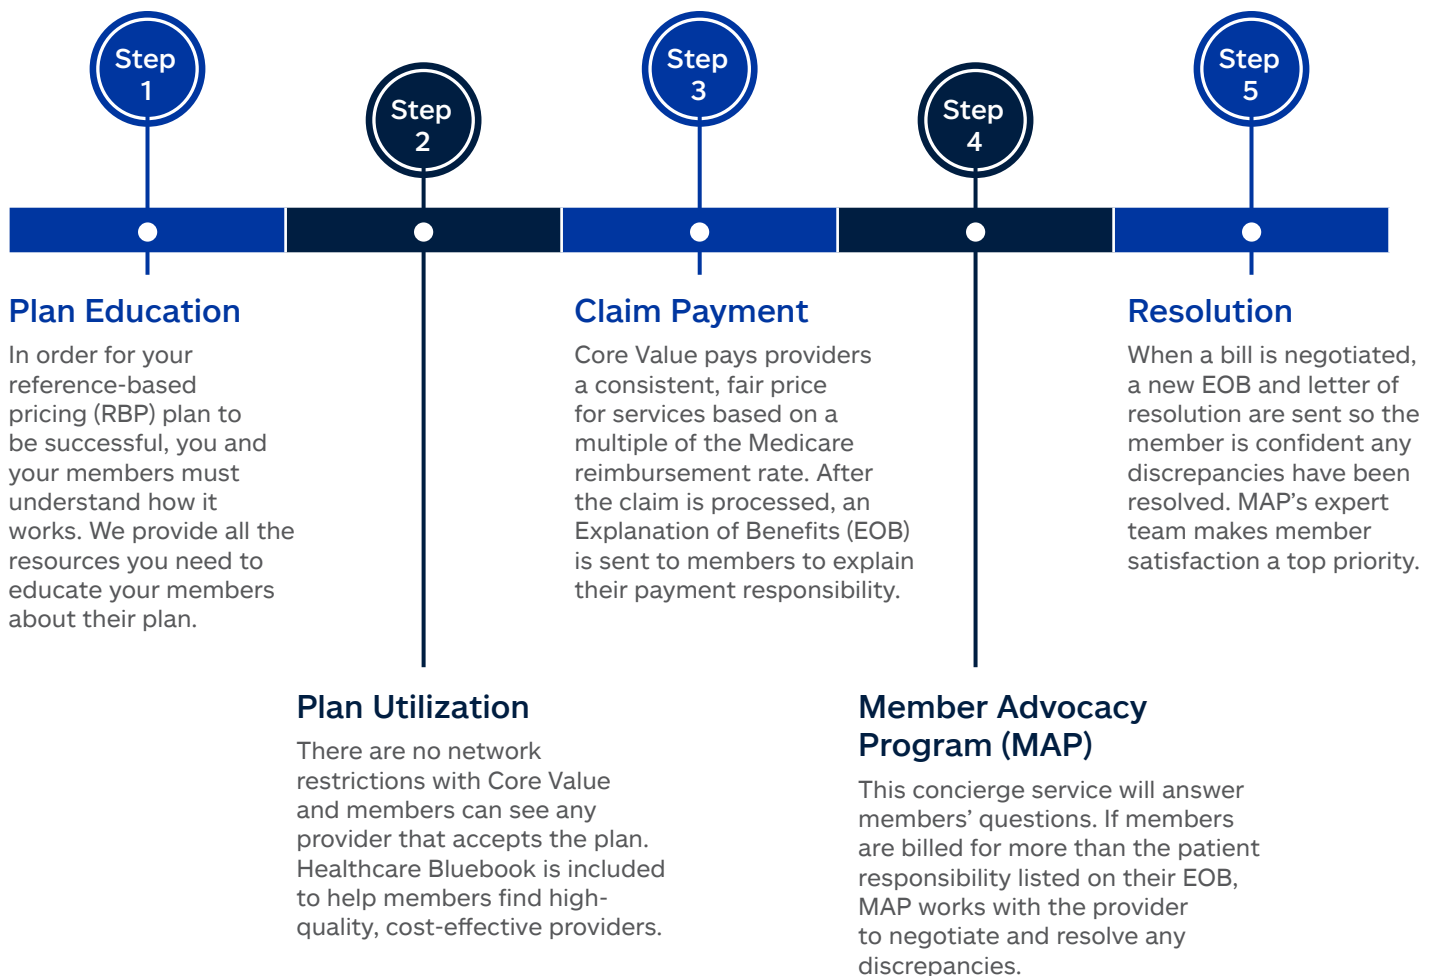 Step
1
Step
2
Step
3
Step
4
Step
5
Plan Education
In order for your
reference-based
pricing (RBP) plan to
be successful, you and
your members must
understand how it
works. We provide all the
resources you need to
educate your members
about their plan.
Plan Utilization
There are no network
restrictions with Core Value
and members can see any
provider that accepts the plan.
Healthcare Bluebook is included
to help members find high-
quality, cost-effective providers.
Claim Payment
Core Value pays providers
a consistent, fair price
for services based on a
multiple of the Medicare
reimbursement rate. After
the claim is processed, an
Explanation of Benefits (EOB)
is sent to members to explain
their payment responsibility.
Member Advocacy
Program (MAP)
This concierge service will answer
members’ questions. If members
are billed for more than the patient
responsibility listed on their EOB,
MAP works with the provider
to negotiate and resolve any
discrepancies.
Resolution
When a bill is negotiated,
a new EOB and letter of
resolution are sent so the
member is confident any
discrepancies have been
resolved. MAP’s expert
team makes member
satisfaction a top priority.